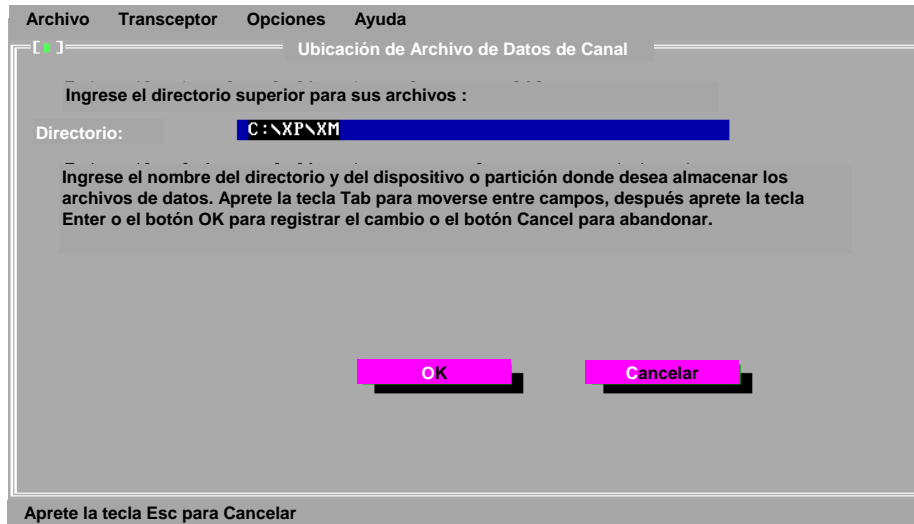 Archivo Transceptor Opciones Ayuda
Ubicación de Archivo de Datos de Canal
Ingrese el directorio superior para sus archivos :
Directorio: C:\XP\XM
Ingrese el nombre del directorio y del dispositivo o partición donde desea almacenar los
archivos de datos. Aprete la tecla Tab para moverse entre campos, después aprete la tecla
Enter o el botón OK para registrar el cambio o el botón Cancel para abandonar.
OK Cancelar
Aprete la tecla Esc para Cancelar